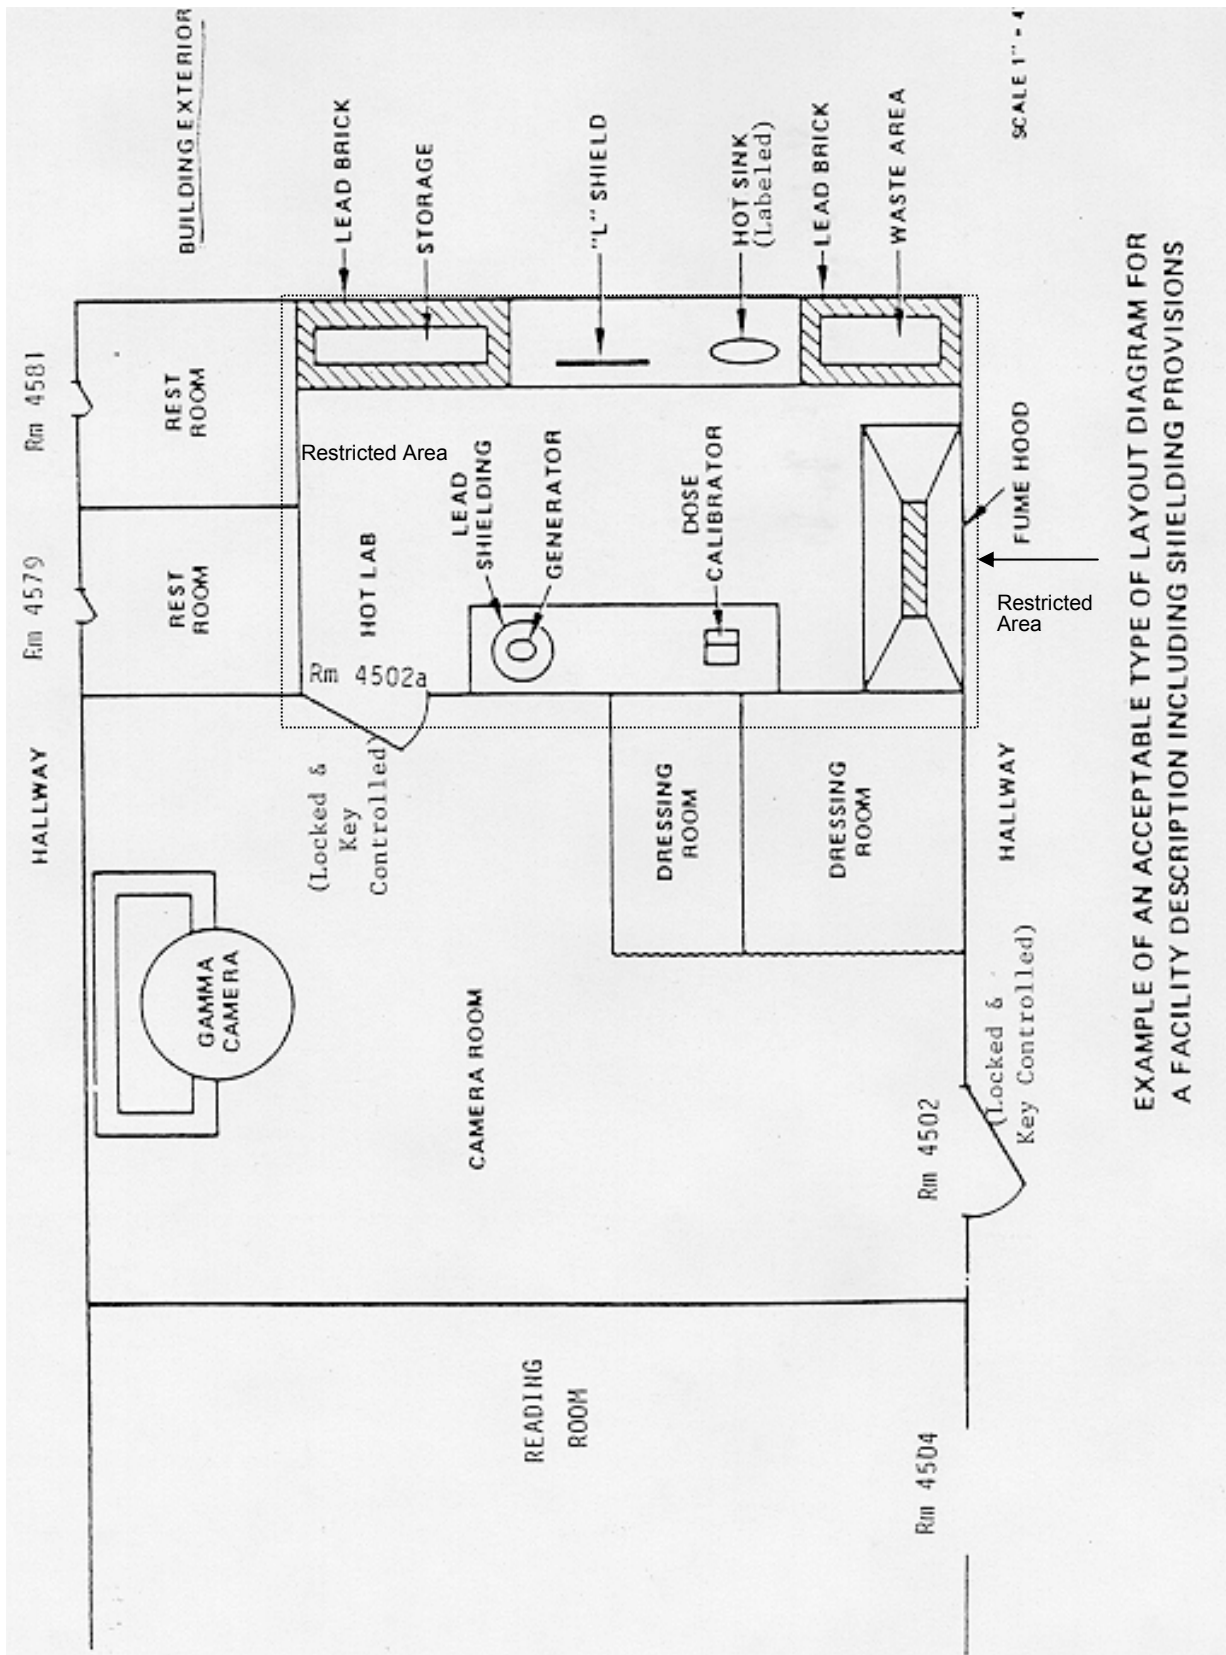 BUILDING EXTERIOR
LEAD BRICK
STORAGE
"L" SHIELD
HOT SINK
(Labeled)
LEAD BRICK
WASTE AREA
SCALE 1" = 4'
Rm 4581
Rm 4579
REST
ROOM
REST
ROOM
Restricted Area
HOT LAB
LEAD
SHIELDING
GENERATOR
DOSE
CALIBRATOR
FUME HOOD
Restricted
Area
Rm 4502a
HALLWAY
(Locked &
Key
Controlled)
DRESSING
ROOM
DRESSING
ROOM
HALLWAY
GAMMA
CAMERA
CAMERA ROOM
(Locked &
Key Controlled)
Rm 4502
READING
ROOM
Rm 4504
EXAMPLE OF AN ACCEPTABLE TYPE OF LAYOUT DIAGRAM FOR
A FACILITY DESCRIPTION INCLUDING SHIELDING PROVISIONS